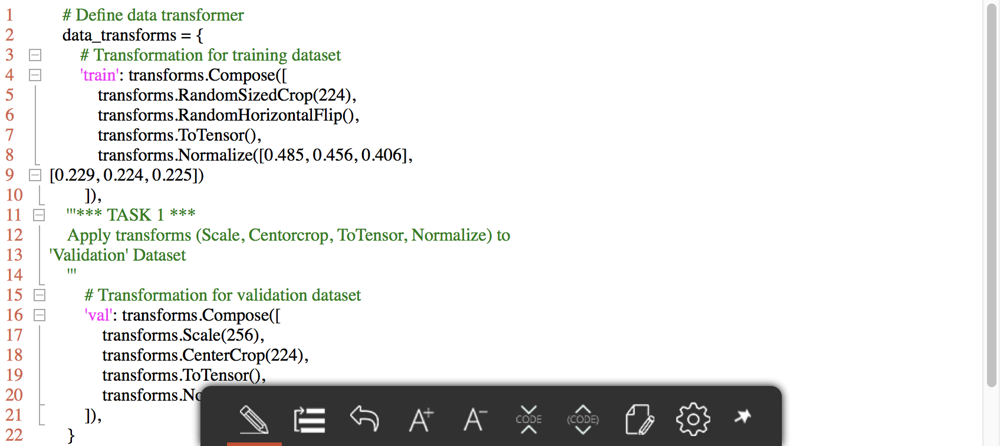 1 # Define data transformer
2 data_transforms = {
3 # Transformation for training dataset
4 'train': transforms.Compose([
5 transforms.RandomSizedCrop(224),
6 transforms.RandomHorizontalFlip(),
7 transforms.ToTensor(),
8 transforms.Normalize([0.485, 0.456, 0.406],
9 [0.229, 0.224, 0.225])
10 ]),
11 '''*** TASK 1 ***
12 Apply transforms (Scale, Centorcrop, ToTensor, Normalize) to
13 'Validation' Dataset
14 '''
15 # Transformation for validation dataset
16 'val': transforms.Compose([
17 transforms.Scale(256),
18 transforms.CenterCrop(224),
19 transforms.ToTensor(),
20 transforms.No
21 ]),
22 }
A+ A- CODE (CODE)